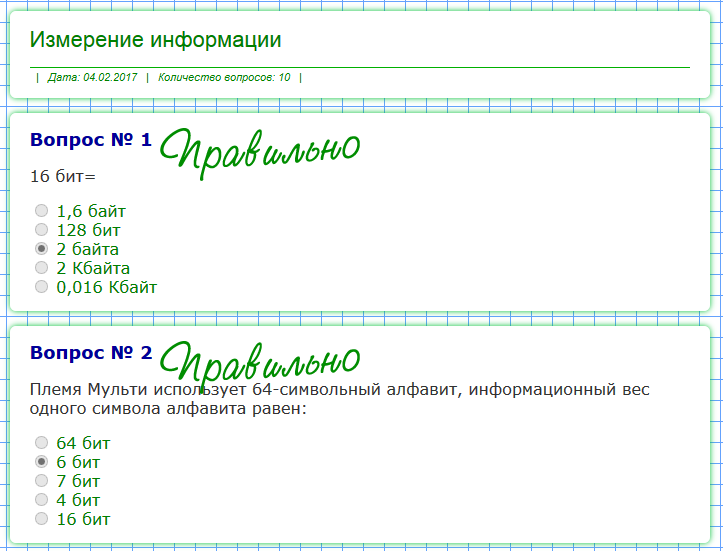 Измерение информации
| Дата: 04.02.2017 | Количество вопросов: 10 |
Вопрос № 1 Правильно
16 бит=
1,6 байт
128 бит
2 байта
2 Кбайта
0,016 Кбайт
Вопрос № 2 Правильно
Племя Мульти использует 64-символьный алфавит, информационный вес
одного символа алфавита равен:
64 бит
6 бит
7 бит
4 бит
16 бит